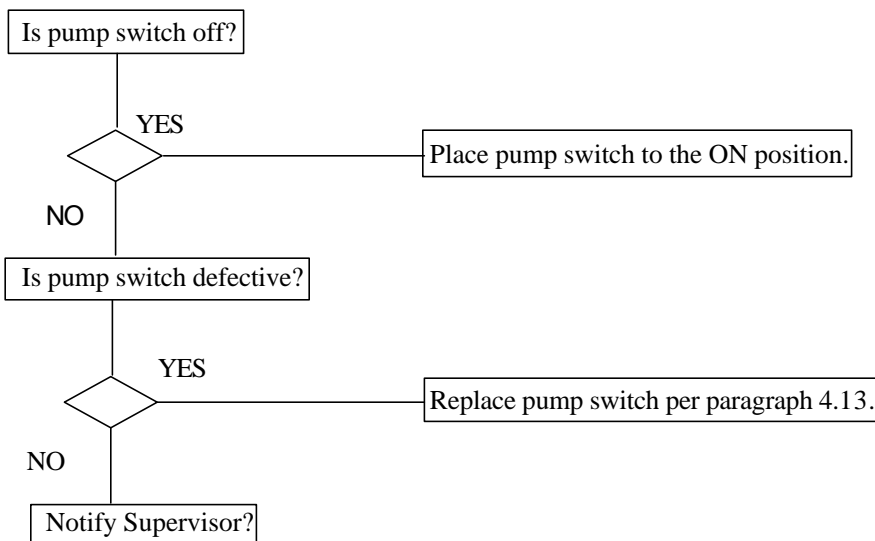 Is pump switch off?
YES
Place pump switch to the ON position.
NO
Is pump switch defective?
YES
Replace pump switch per paragraph 4.13.
NO
Notify Supervisor?